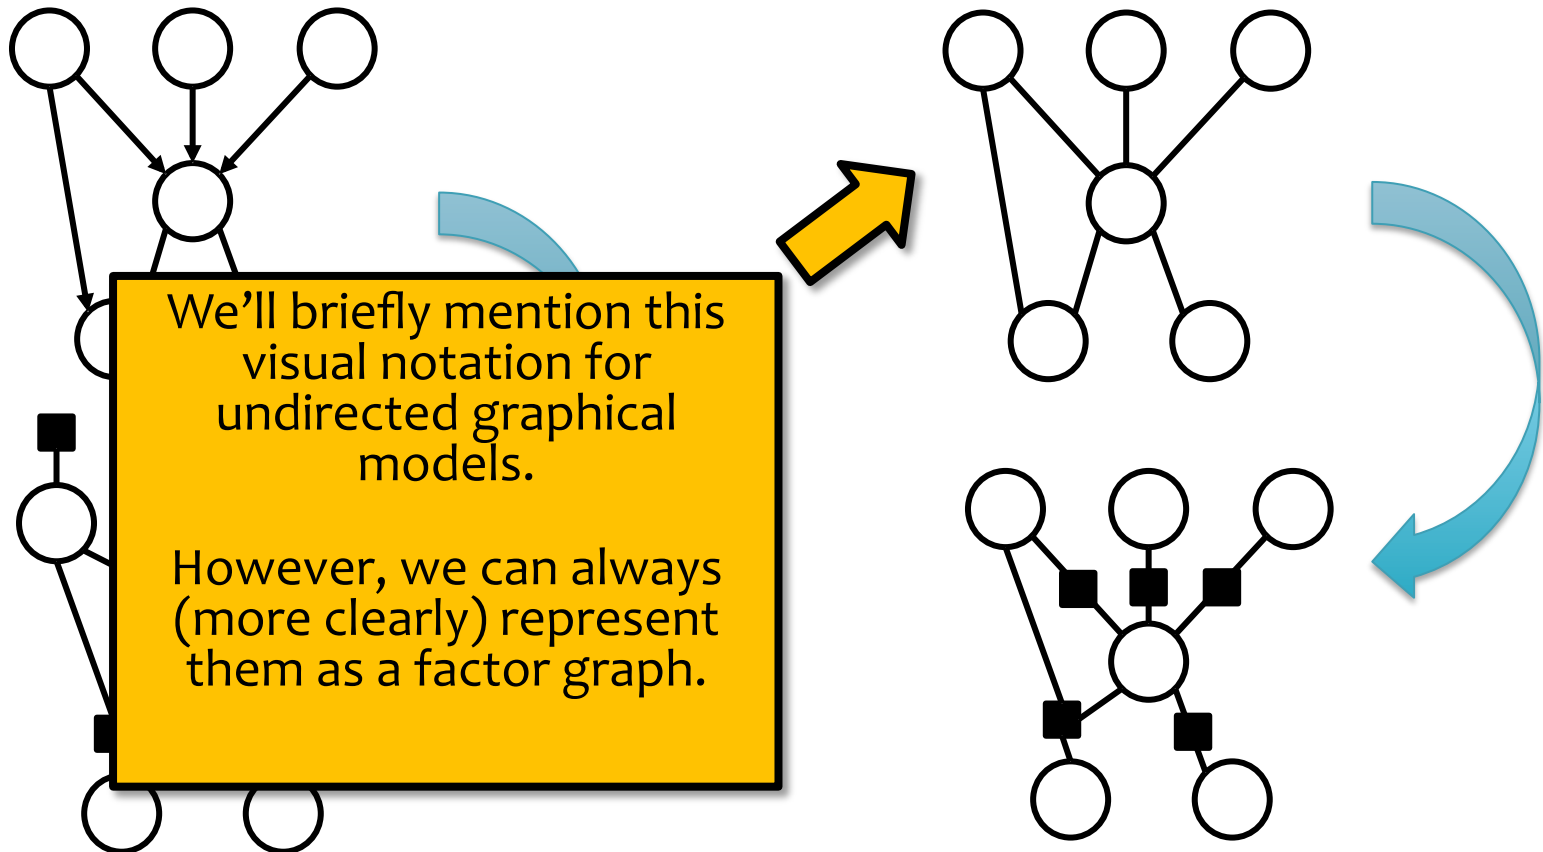 We’ll briefly mention this
visual notation for
undirected graphical
models.
However, we can always
(more clearly) represent
them as a factor graph.